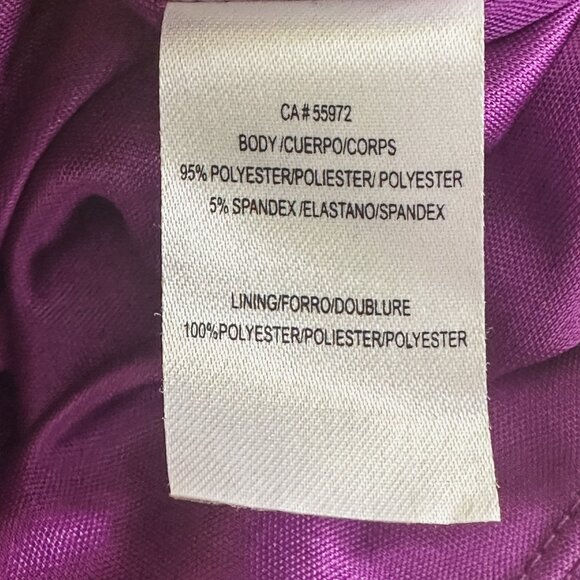 CA# 55972
BODY /CUERPO/CORPS
95% POLYESTER/POLIESTER/ POLYESTER
5% SPANDEX /ELASTANO/SPANDEX
LINING/FORRO/DOUBLURE
100%POLYESTER/POLIESTER/POLYESTER